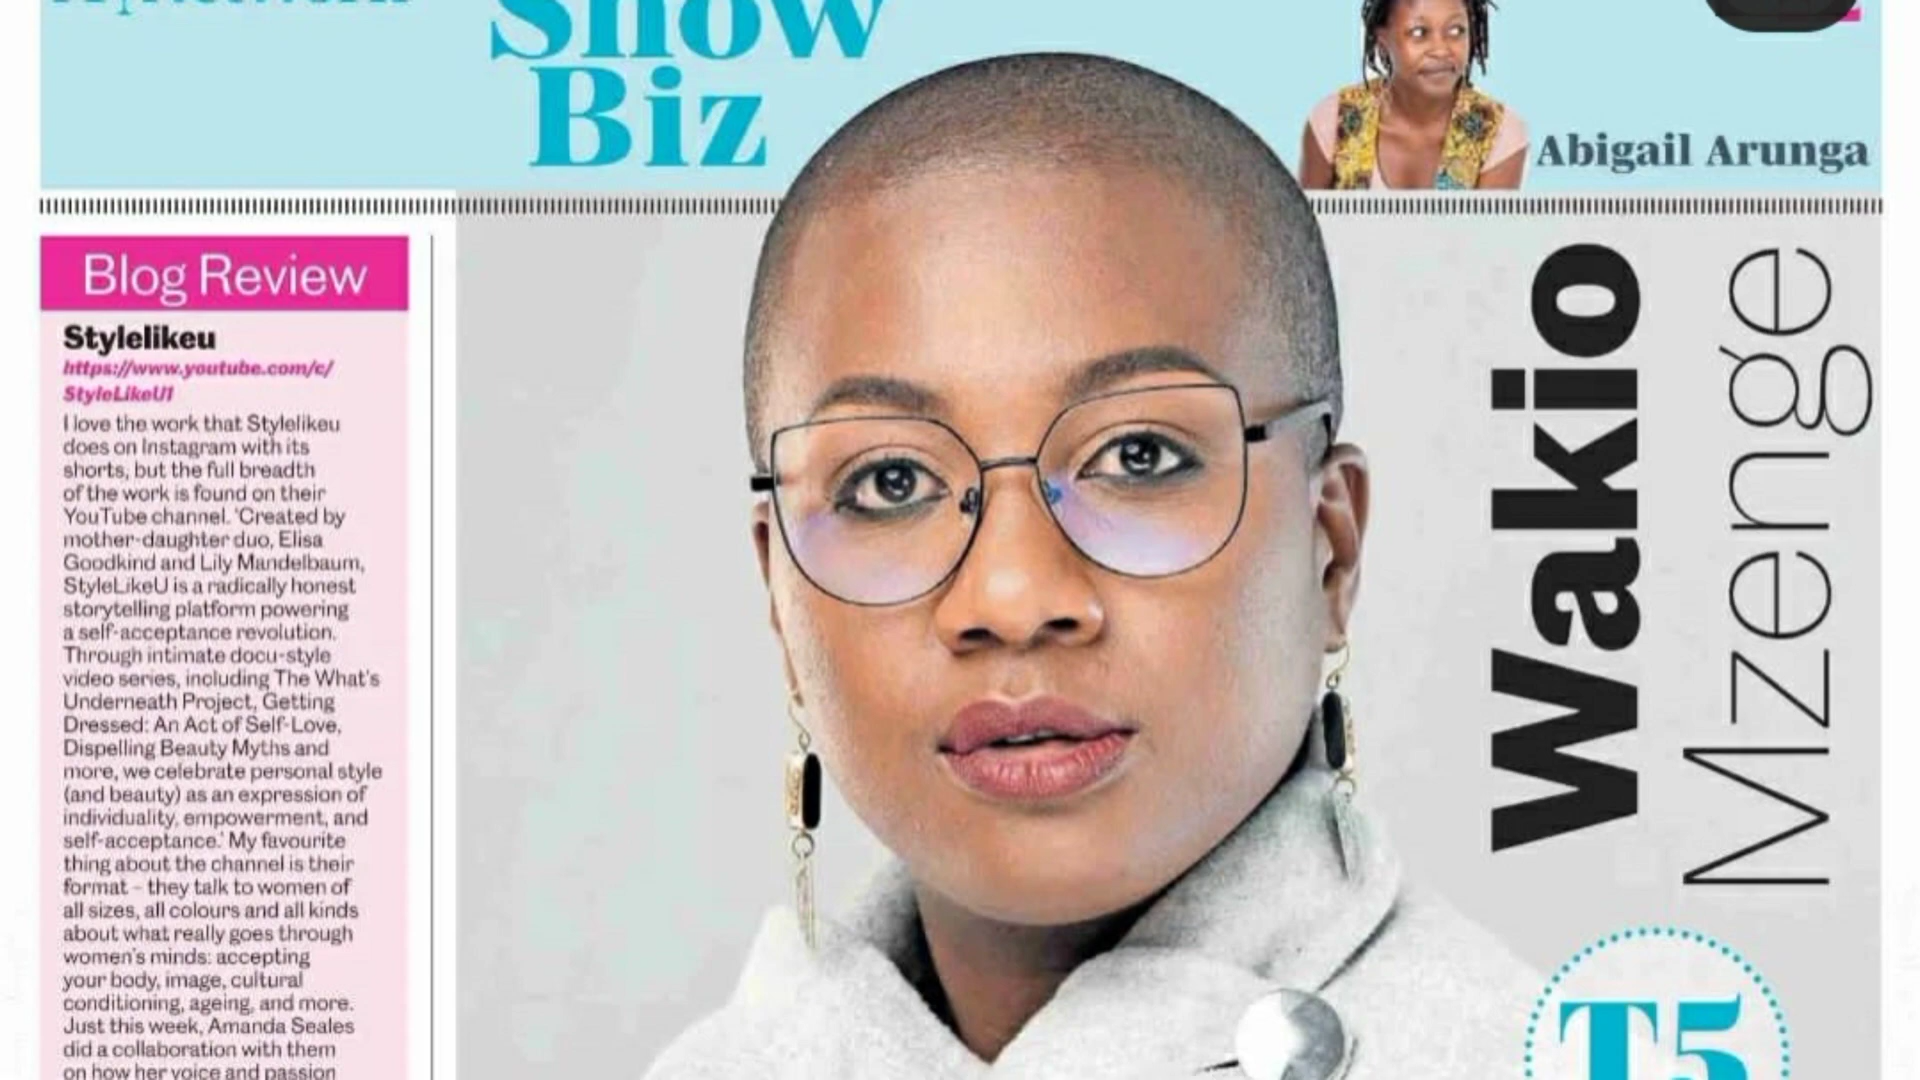 Show
Biz
Abigail Arunga
Blog Review
Stylelikeu
https://www.youtube.com/c/
StyleLikeU1
I love the work that Stylelikeu
does on Instagram with its
shorts, but the full breadth
of the work is found on their
YouTube channel. 'Created by
mother-daughter duo, Elisa
Goodkind and Lily Mandelbaum,
StyleLikeU is a radically honest
storytelling platform powering
a self-acceptance revolution.
Through intimate docu-style
video series, including The What's
Underneath Project, Getting
Dressed: An Act of Self-Love,
Dispelling Beauty Myths and
more, we celebrate personal style
(and beauty) as an expression of
individuality, empowerment, and
self-acceptance.' My favourite
thing about the channel is their
format – they talk to women of
all sizes, all colours and all kinds
about what really goes through
women's minds: accepting
your body, image, cultural
conditioning, ageing, and more.
Just this week, Amanda Seales
did a collaboration with them
on how her voice and passion
Wakio
Mzenge
T5